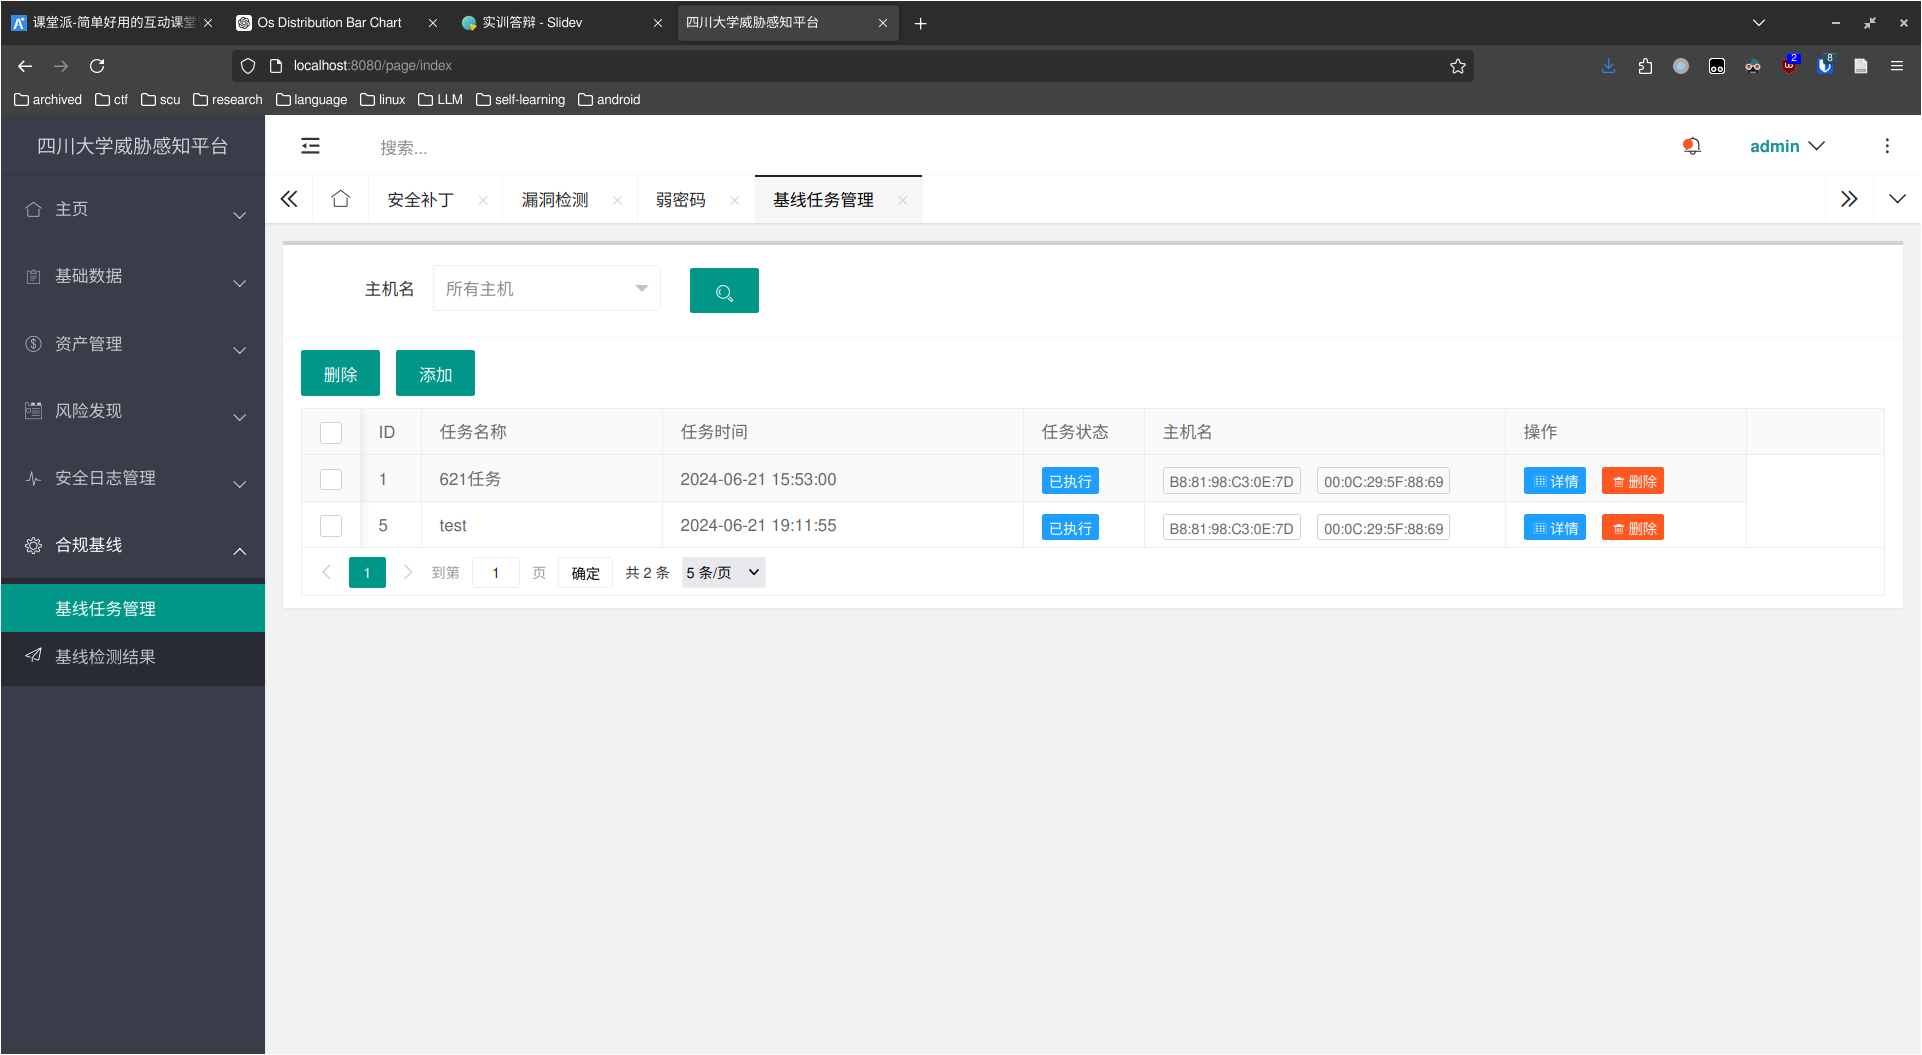 课堂派-简单好用的互动课堂
Os Distribution Bar Chart
实训答辩 - Slidev
四川大学威胁感知平台
localhost:8080/page/index
2
8
archived ctf scu research language linux LLM self-learning android
四川大学威胁感知平台
搜索...
admin
主页
安全补丁 漏洞检测 弱密码 基线任务管理
基础数据
资产管理
风险发现
安全日志管理
合规基线
基线任务管理
基线检测结果
主机名 所有主机
删除 添加
ID 任务名称 任务时间 任务状态 主机名 操作
1 621任务 2024-06-21 15:53:00 已执行 B8:81:98:C3:0E:7D 00:0C:29:5F:88:69 详情 删除
5 test 2024-06-21 19:11:55 已执行 B8:81:98:C3:0E:7D 00:0C:29:5F:88:69 详情 删除
1 到第 1 页 确定 共 2 条 5 条/页